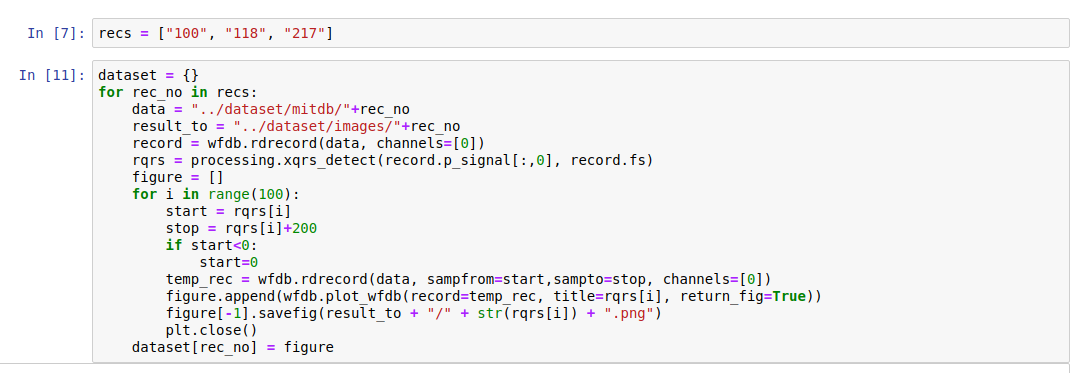 In [7]: recs = ["100", "118", "217"]
In [11]: dataset = {}
for rec_no in recs:
    data = "../dataset/mitdb/"+rec_no
    result_to = "../dataset/images/"+rec_no
    record = wfdb.rdrecord(data, channels=[0])
    rqrs = processing.xqrs_detect(record.p_signal[:,0], record.fs)
    figure = []
    for i in range(100):
        start = rqrs[i]
        stop = rqrs[i]+200
        if start<0:
            start=0
        temp_rec = wfdb.rdrecord(data, sampfrom=start,sampto=stop, channels=[0])
        figure.append(wfdb.plot_wfdb(record=temp_rec, title=rqrs[i], return_fig=True))
        figure[-1].savefig(result_to + "/" + str(rqrs[i]) + ".png")
        plt.close()
    dataset[rec_no] = figure